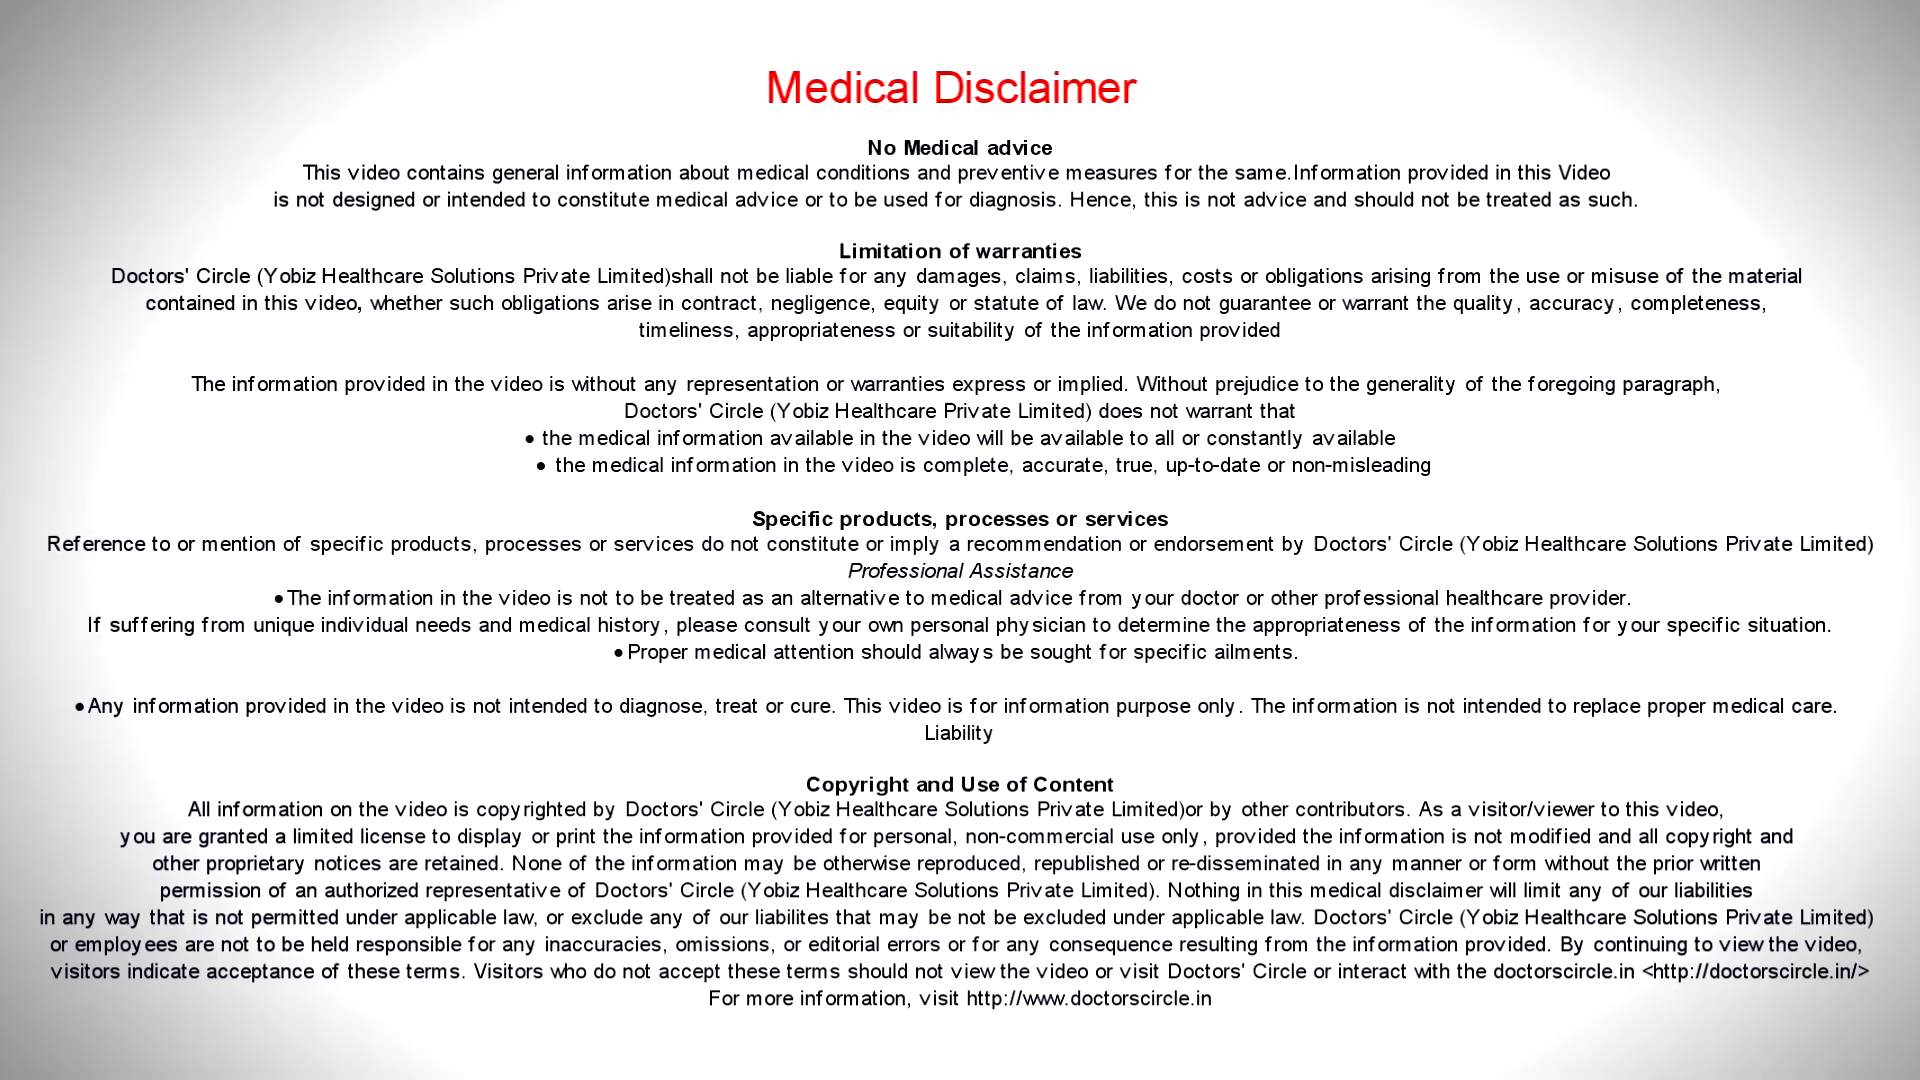 Medical Disclaimer
No Medical advice
This video contains general information about medical conditions and preventive measures for the same.Information provided in this Video
is not designed or intended to constitute medical advice or to be used for diagnosis. Hence, this is not advice and should not be treated as such.
Limitation of warranties
Doctors' Circle (Yobiz Healthcare Solutions Private Limited)shall not be liable for any damages, claims, liabilities, costs or obligations arising from the use or misuse of the material
contained in this video, whether such obligations arise in contract, negligence, equity or statute of law. We do not guarantee or warrant the quality, accuracy, completeness,
timeliness, appropriateness or suitability of the information provided
The information provided in the video is without any representation or warranties express or implied. Without prejudice to the generality of the foregoing paragraph,
Doctors' Circle (Yobiz Healthcare Private Limited) does not warrant that
• the medical information available in the video will be available to all or constantly available
• the medical information in the video is complete, accurate, true, up-to-date or non-misleading
Specific products, processes or services
Reference to or mention of specific products, processes or services do not constitute or imply a recommendation or endorsement by Doctors' Circle (Yobiz Healthcare Solutions Private Limited)
Professional Assistance
•The information in the video is not to be treated as an alternative to medical advice from your doctor or other professional healthcare provider.
If suffering from unique individual needs and medical history, please consult your own personal physician to determine the appropriateness of the information for your specific situation.
•Proper medical attention should always be sought for specific ailments.
•Any information provided in the video is not intended to diagnose, treat or cure. This video is for information purpose only. The information is not intended to replace proper medical care.
Liability
Copyright and Use of Content
All information on the video is copyrighted by Doctors' Circle (Yobiz Healthcare Solutions Private Limited)or by other contributors. As a visitor/viewer to this video,
you are granted a limited license to display or print the information provided for personal, non-commercial use only, provided the information is not modified and all copyright and
other proprietary notices are retained. None of the information may be otherwise reproduced, republished or re-disseminated in any manner or form without the prior written
permission of an authorized representative of Doctors' Circle (Yobiz Healthcare Solutions Private Limited). Nothing in this medical disclaimer will limit any of our liabilities
in any way that is not permitted under applicable law, or exclude any of our liabilites that may be not be excluded under applicable law. Doctors' Circle (Yobiz Healthcare Solutions Private Limited)
or employees are not to be held responsible for any inaccuracies, omissions, or editorial errors or for any consequence resulting from the information provided. By continuing to view the video,
visitors indicate acceptance of these terms. Visitors who do not accept these terms should not view the video or visit Doctors' Circle or interact with the doctorscircle.in <http://doctorscircle.in/>
For more information, visit http://www.doctorscircle.in